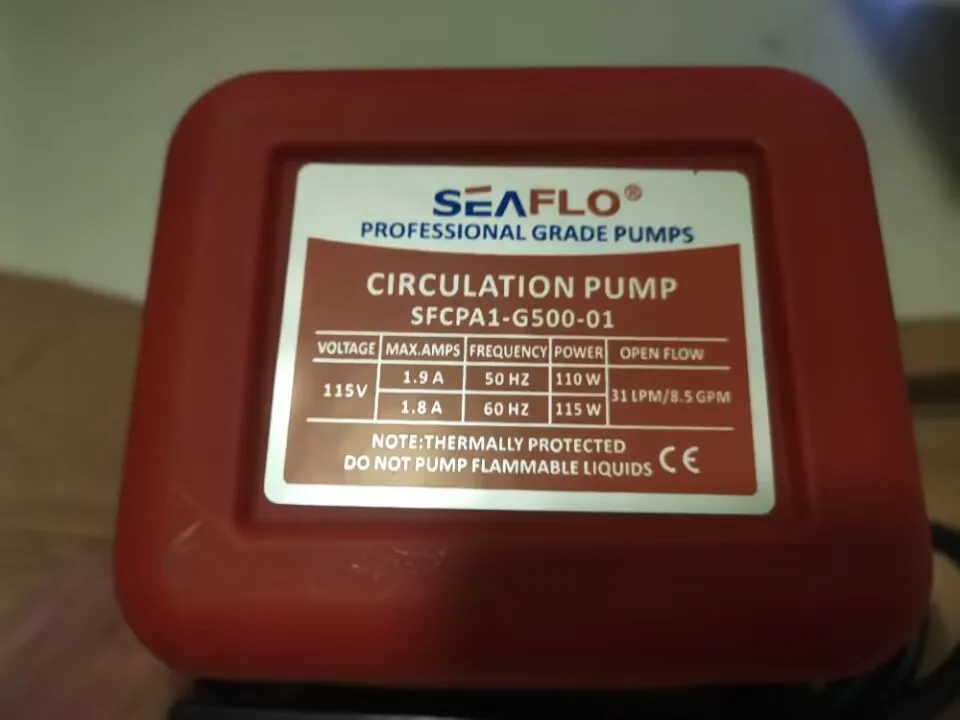 SEAFLO®
PROFESSIONAL GRADE PUMPS
CIRCULATION PUMP
SFCPA1-G500-01
VOLTAGE MAX.AMPS FREQUENCY POWER OPEN FLOW
115V 1.9 A 50 HZ 110 W 31 LPM/8.5 GPM
1.8 A 60 HZ 115 W
NOTE:THERMALLY PROTECTED
DO NOT PUMP FLAMMABLE LIQUIDS CE